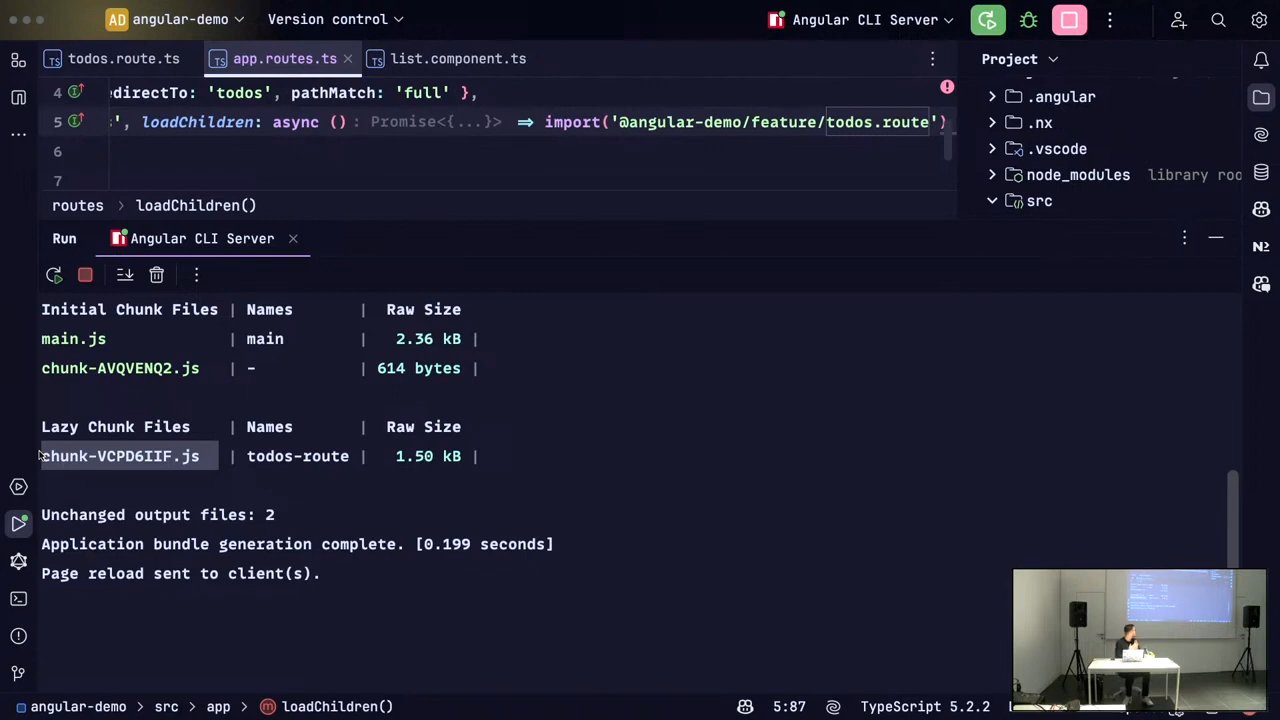 AD angular-demo Version control Angular CLI Server
todos.route.ts app.routes.ts list.component.ts
4 directTo: 'todos', pathMatch: 'full' },
5 ', loadChildren: async () : Promise<{...}> ⇒ import('@angular-demo/feature/todos.route')
6
7
routes > loadChildren()
Project
.angular
.nx
.vscode
node_modules library roo
src
Run Angular CLI Server
Initial Chunk Files | Names | Raw Size
main.js | main | 2.36 kB |
chunk-AVQVENQ2.js | - | 614 bytes |
Lazy Chunk Files | Names | Raw Size
chunk-VCPD6IIF.js | todos-route | 1.50 kB |
Unchanged output files: 2
Application bundle generation complete. [0.199 seconds]
Page reload sent to client(s).
angular-demo > src > app > loadChildren() 5:87 TypeScript 5.2.2